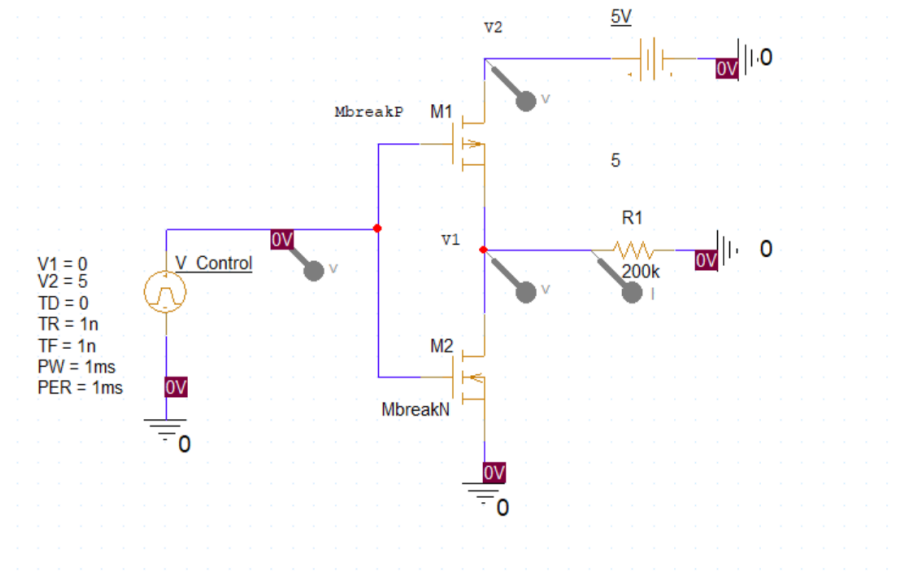 5V
V2
0V
0
V
MbreakP
M1
5
R1
V1
0V
0V
0
V Control
V
V
I
200k
V1 = 0
V2 = 5
TD = 0
TR = 1n
TF = 1n
PW = 1ms
PER = 1ms
M2
0V
MbreakN
0
0V
0